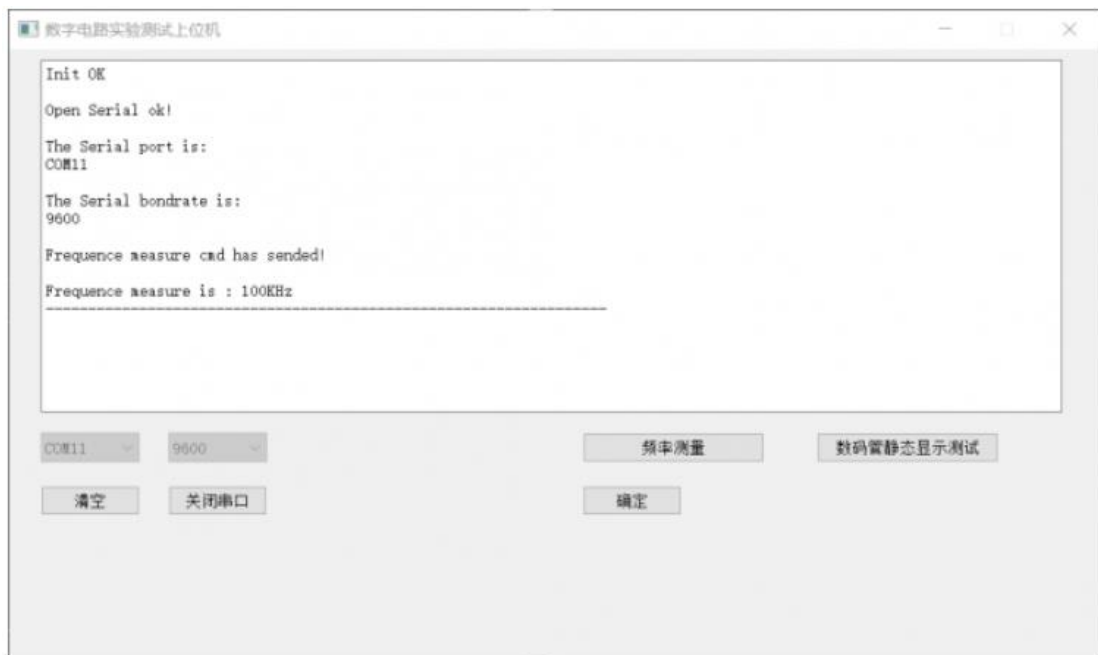 数字电路实验测试上位机
Init OK
Open Serial ok!
The Serial port is:
COM11
The Serial bondrate is:
9600
Frequence measure cmd has sended!
Frequence measure is : 100KHz
--------------------------------------------------------------------
COM11
9600
频率测量
数码管静态显示测试
清空
关闭串口
确定